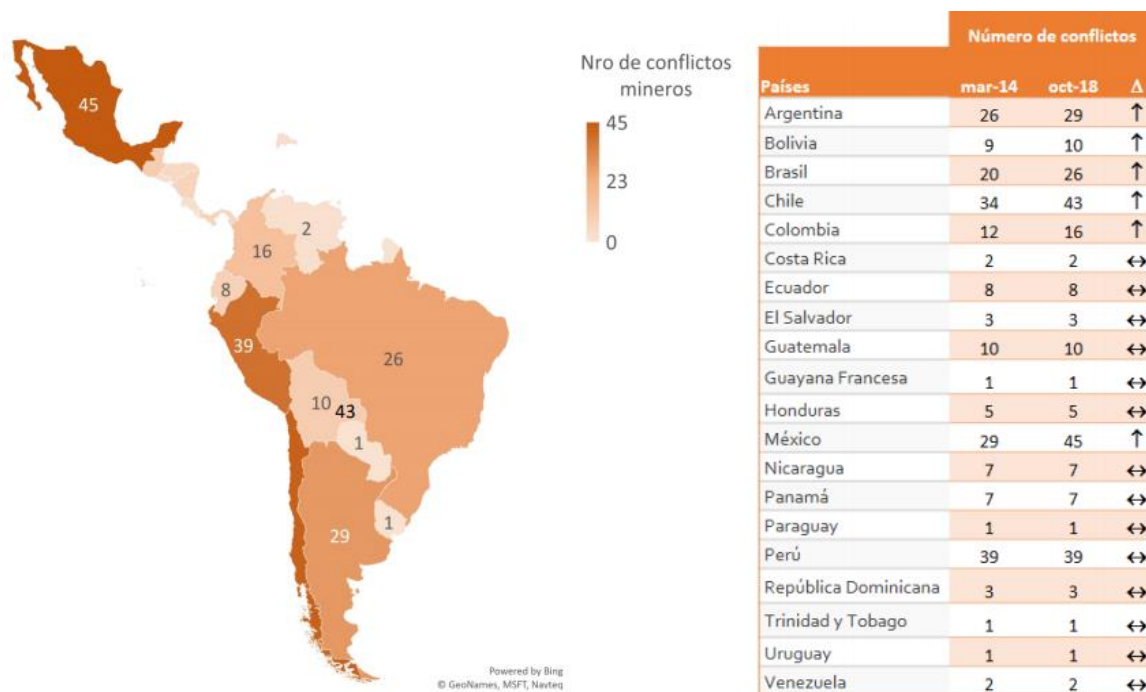 45
2
16
8
39
26
10
43
1
1
29
Powered by Bing
© GeoNames, MSFT, Navteq
Nro de conflictos
mineros
45
23
0
Número de conflictos
Países mar-14 oct-18 Δ
Argentina 26 29 ↑
Bolivia 9 10 ↑
Brasil 20 26 ↑
Chile 34 43 ↑
Colombia 12 16 ↑
Costa Rica 2 2 ↔
Ecuador 8 8 ↔
El Salvador 3 3 ↔
Guatemala 10 10 ↔
Guayana Francesa 1 1 ↔
Honduras 5 5 ↔
México 29 45 ↑
Nicaragua 7 7 ↔
Panamá 7 7 ↔
Paraguay 1 1 ↔
Perú 39 39 ↔
República Dominicana 3 3 ↔
Trinidad y Tobago 1 1 ↔
Uruguay 1 1 ↔
Venezuela 2 2 ↔